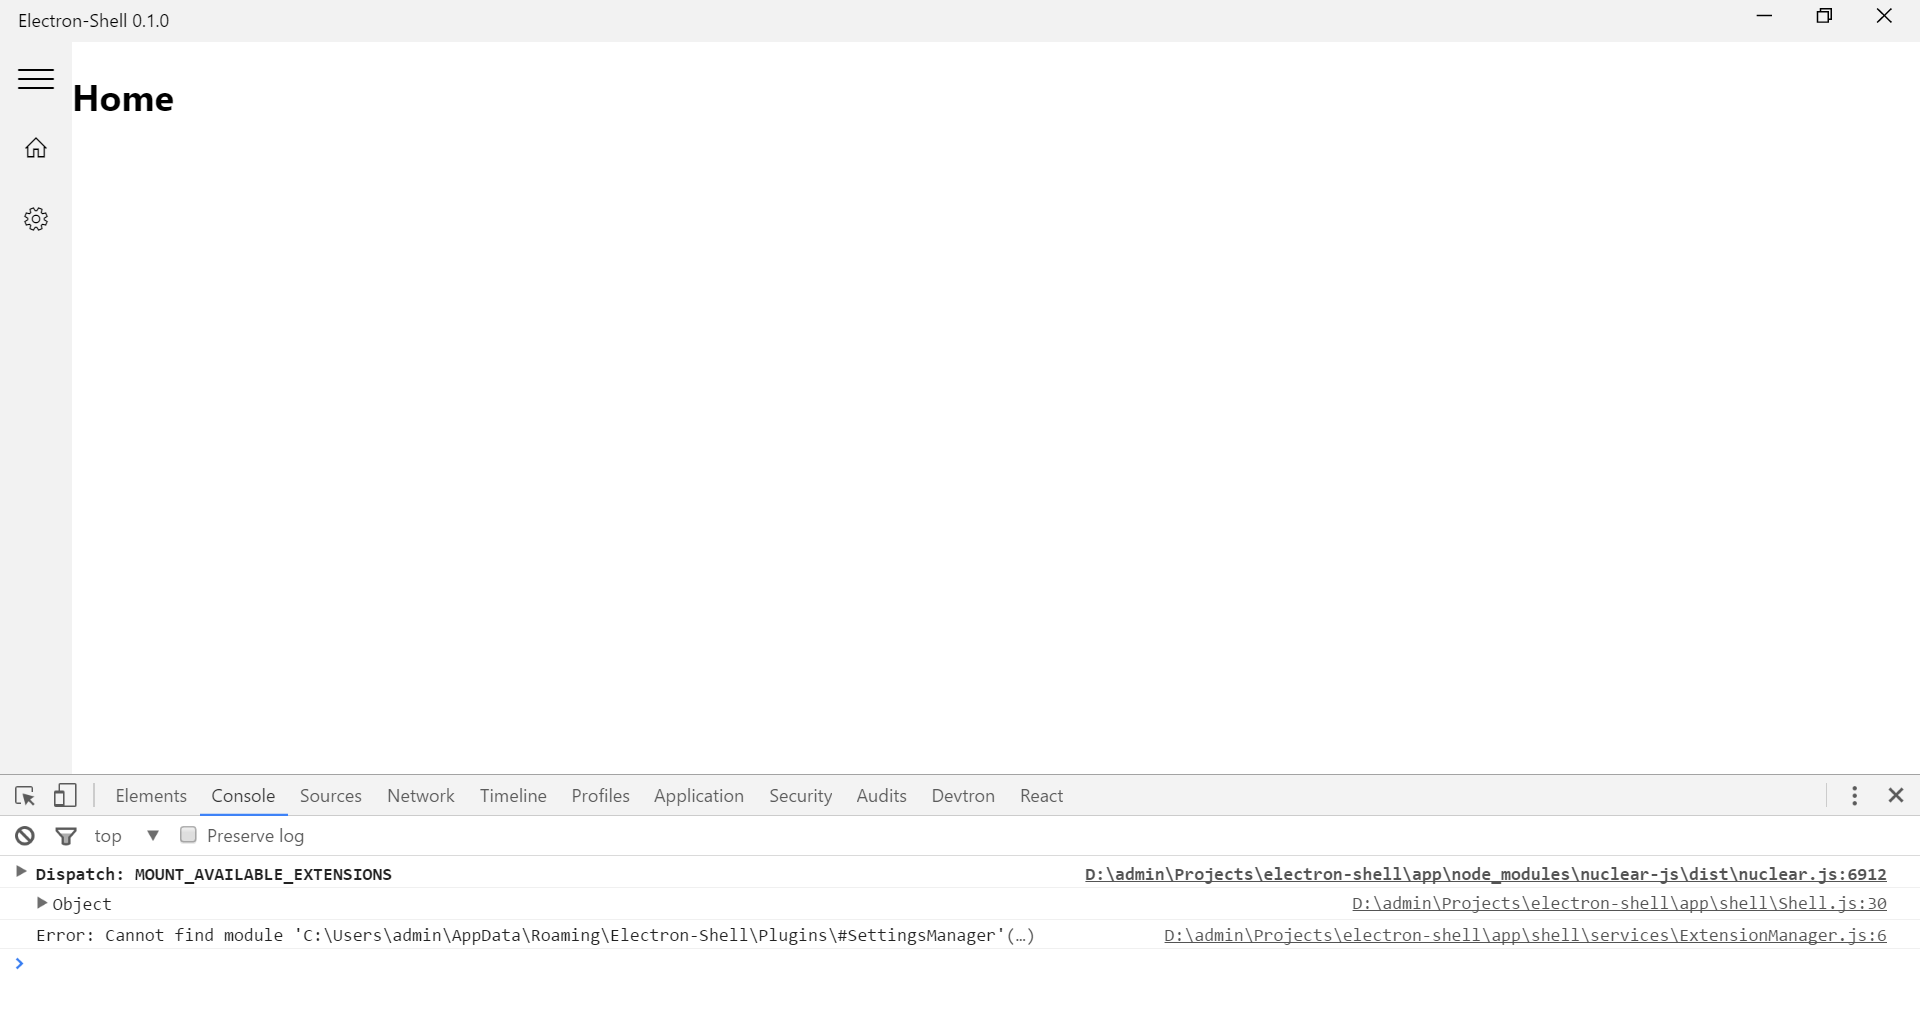 Electron-Shell 0.1.0
Home
Elements Console Sources Network Timeline Profiles Application Security Audits Devtron React
top Preserve log
Dispatch: MOUNT_AVAILABLE_EXTENSIONS D:\admin\Projects\electron-shell\app\node_modules\nuclear-js\dist\nuclear.js:6912
Object D:\admin\Projects\electron-shell\app\shell\Shell.js:30
Error: Cannot find module 'C:\Users\admin\AppData\Roaming\Electron-Shell\Plugins\#SettingsManager'(…) D:\admin\Projects\electron-shell\app\shell\services\ExtensionManager.js:6